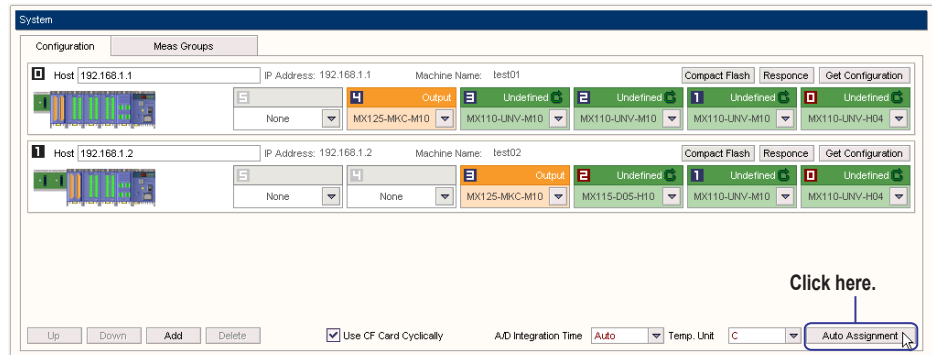 System
Configuration Meas Groups
0 Host 192.168.1.1 IP Address: 192.168.1.1 Machine Name: test01 Compact Flash Responce Get Configuration
5 4 Output 3 Undefined 2 Undefined 1 Undefined 0 Undefined
None MX125-MKC-M10 MX110-UNV-M10 MX110-UNV-M10 MX110-UNV-M10 MX110-UNV-H04
1 Host 192.168.1.2 IP Address: 192.168.1.2 Machine Name: test02 Compact Flash Responce Get Configuration
5 4 3 Output 2 Undefined 1 Undefined 0 Undefined
None None MX125-MKC-M10 MX115-D05-H10 MX110-UNV-M10 MX110-UNV-H04
Click here.
Up Down Add Delete Use CF Card Cyclically A/D Integration Time Auto Temp. Unit C Auto Assignment